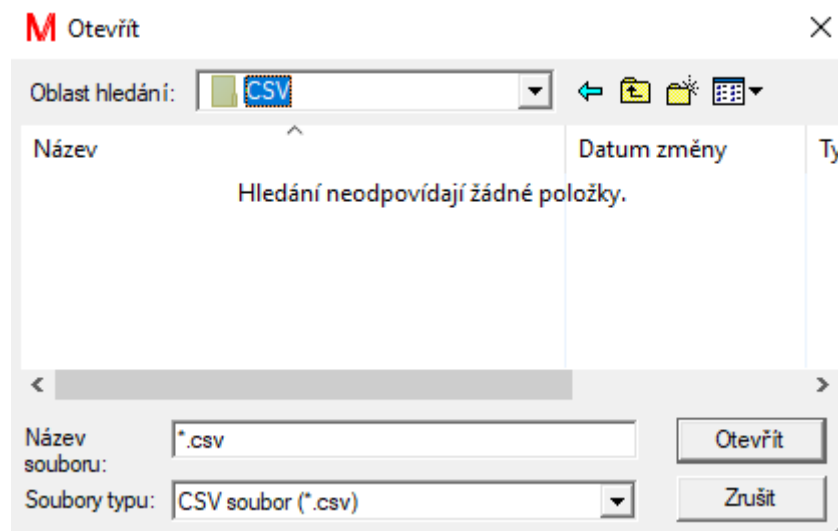 Otevřít
Oblast hledání: CSV
Název Datum změny Ty
Hledání neodpovídají žádné položky.
Název souboru: *.csv Otevřít
Soubory typu: CSV soubor (*.csv) Zrušit